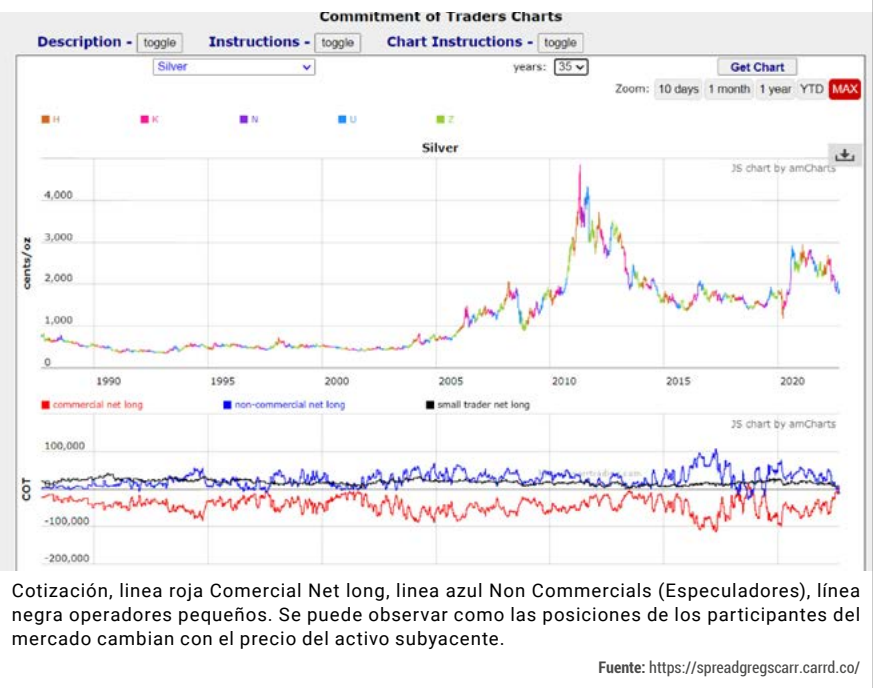 Commitment of Traders Charts
Description - toggle Instructions - toggle Chart Instructions - toggle
Silver years: 35 Get Chart
Zoom: 10 days 1 month 1 year YTD MAX
H K N U Z
Silver
JS chart by amCharts
4,000
3,000
2,000
1,000
0
cents/oz
1990 1995 2000 2005 2010 2015 2020
commercial net long non-commercial net long small trader net long
JS chart by amCharts
100,000
0
-100,000
-200,000
COT
Cotización, linea roja Comercial Net long, linea azul Non Commercials (Especuladores), línea
negra operadores pequeños. Se puede observar como las posiciones de los participantes del
mercado cambian con el precio del activo subyacente.
Fuente: https://spreadgregscarr.carrd.co/